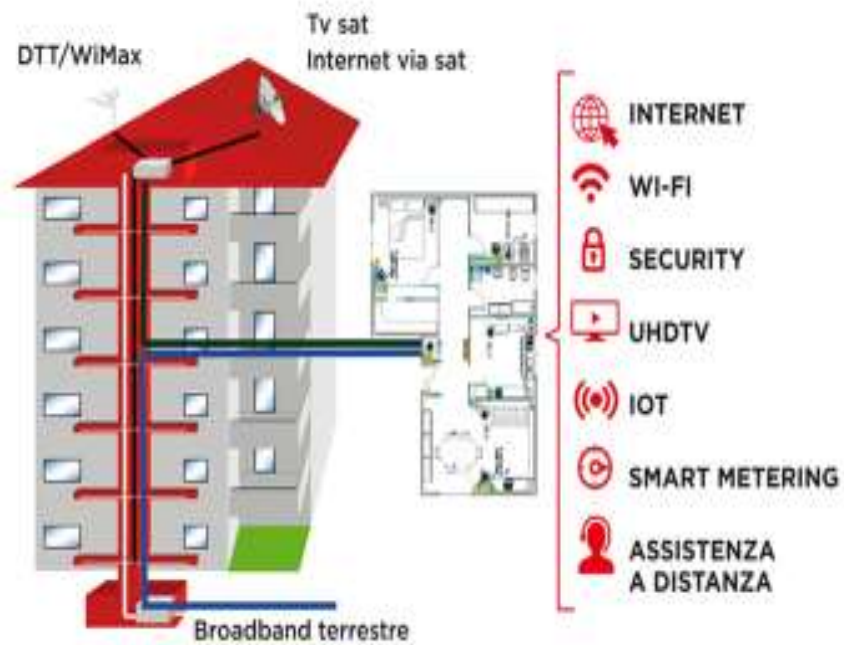 Tv sat
DTT/WiMax
Internet via sat
INTERNET
WI-FI
SECURITY
UHDTV
IOT
SMART METERING
ASSISTENZA
A DISTANZA
Broadband terrestre